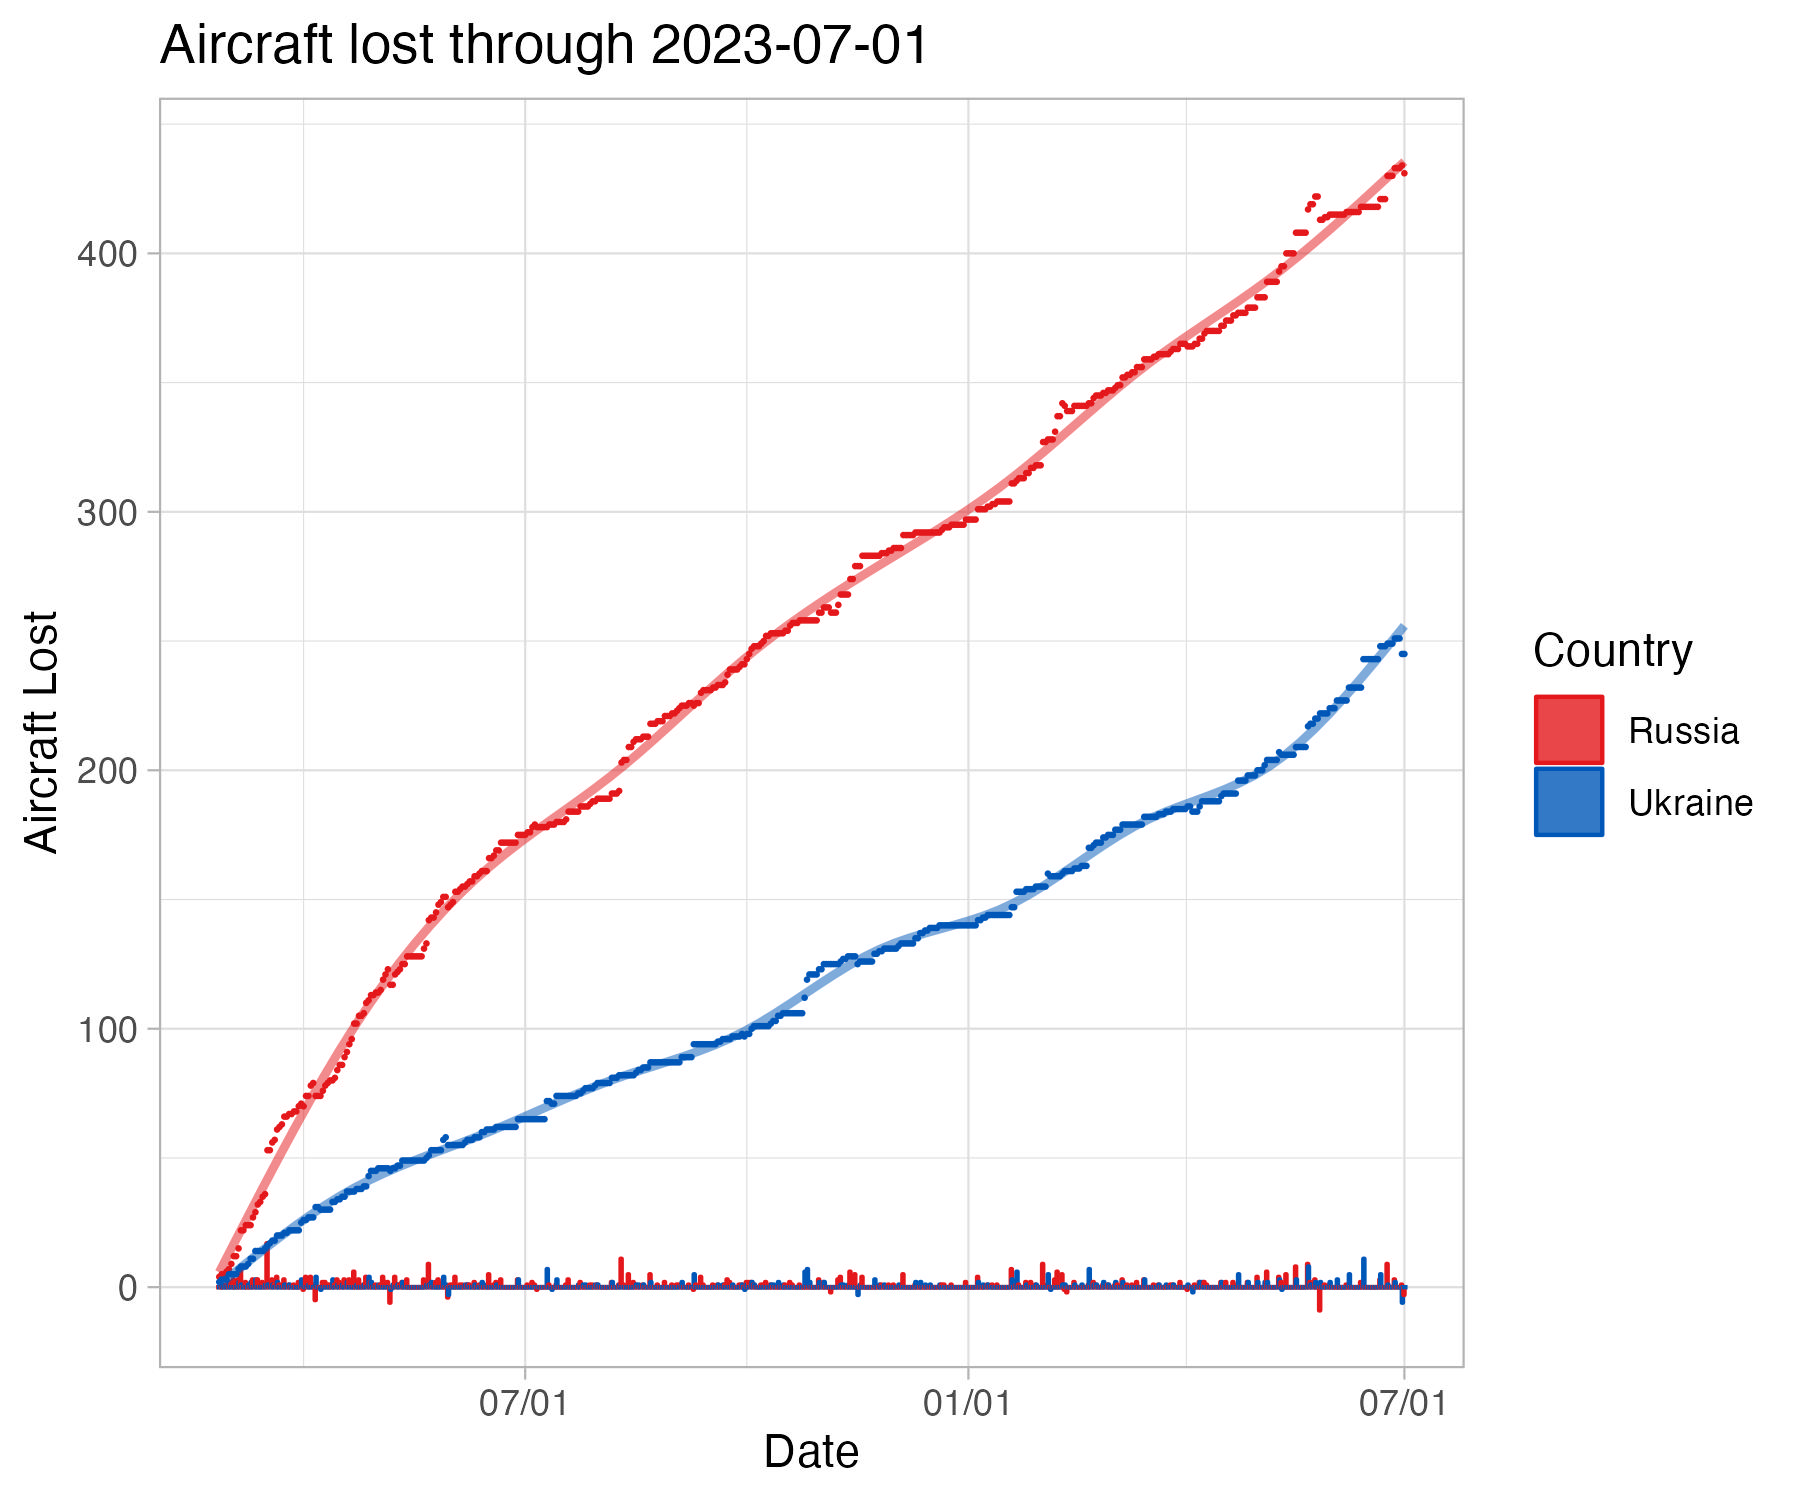 Aircraft lost through 2023-07-01
Aircraft Lost
400
300
200
100
0
07/01
01/01
07/01
Date
Country
Russia
Ukraine